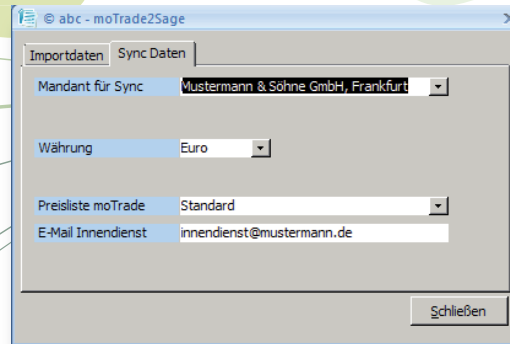 © abc - moTrade2Sage
Importdaten Sync Daten
Mandant für Sync Mustermann & Söhne GmbH, Frankfurt
Währung Euro
Preisliste moTrade Standard
E-Mail Innendienst innendienst@mustermann.de
Schließen